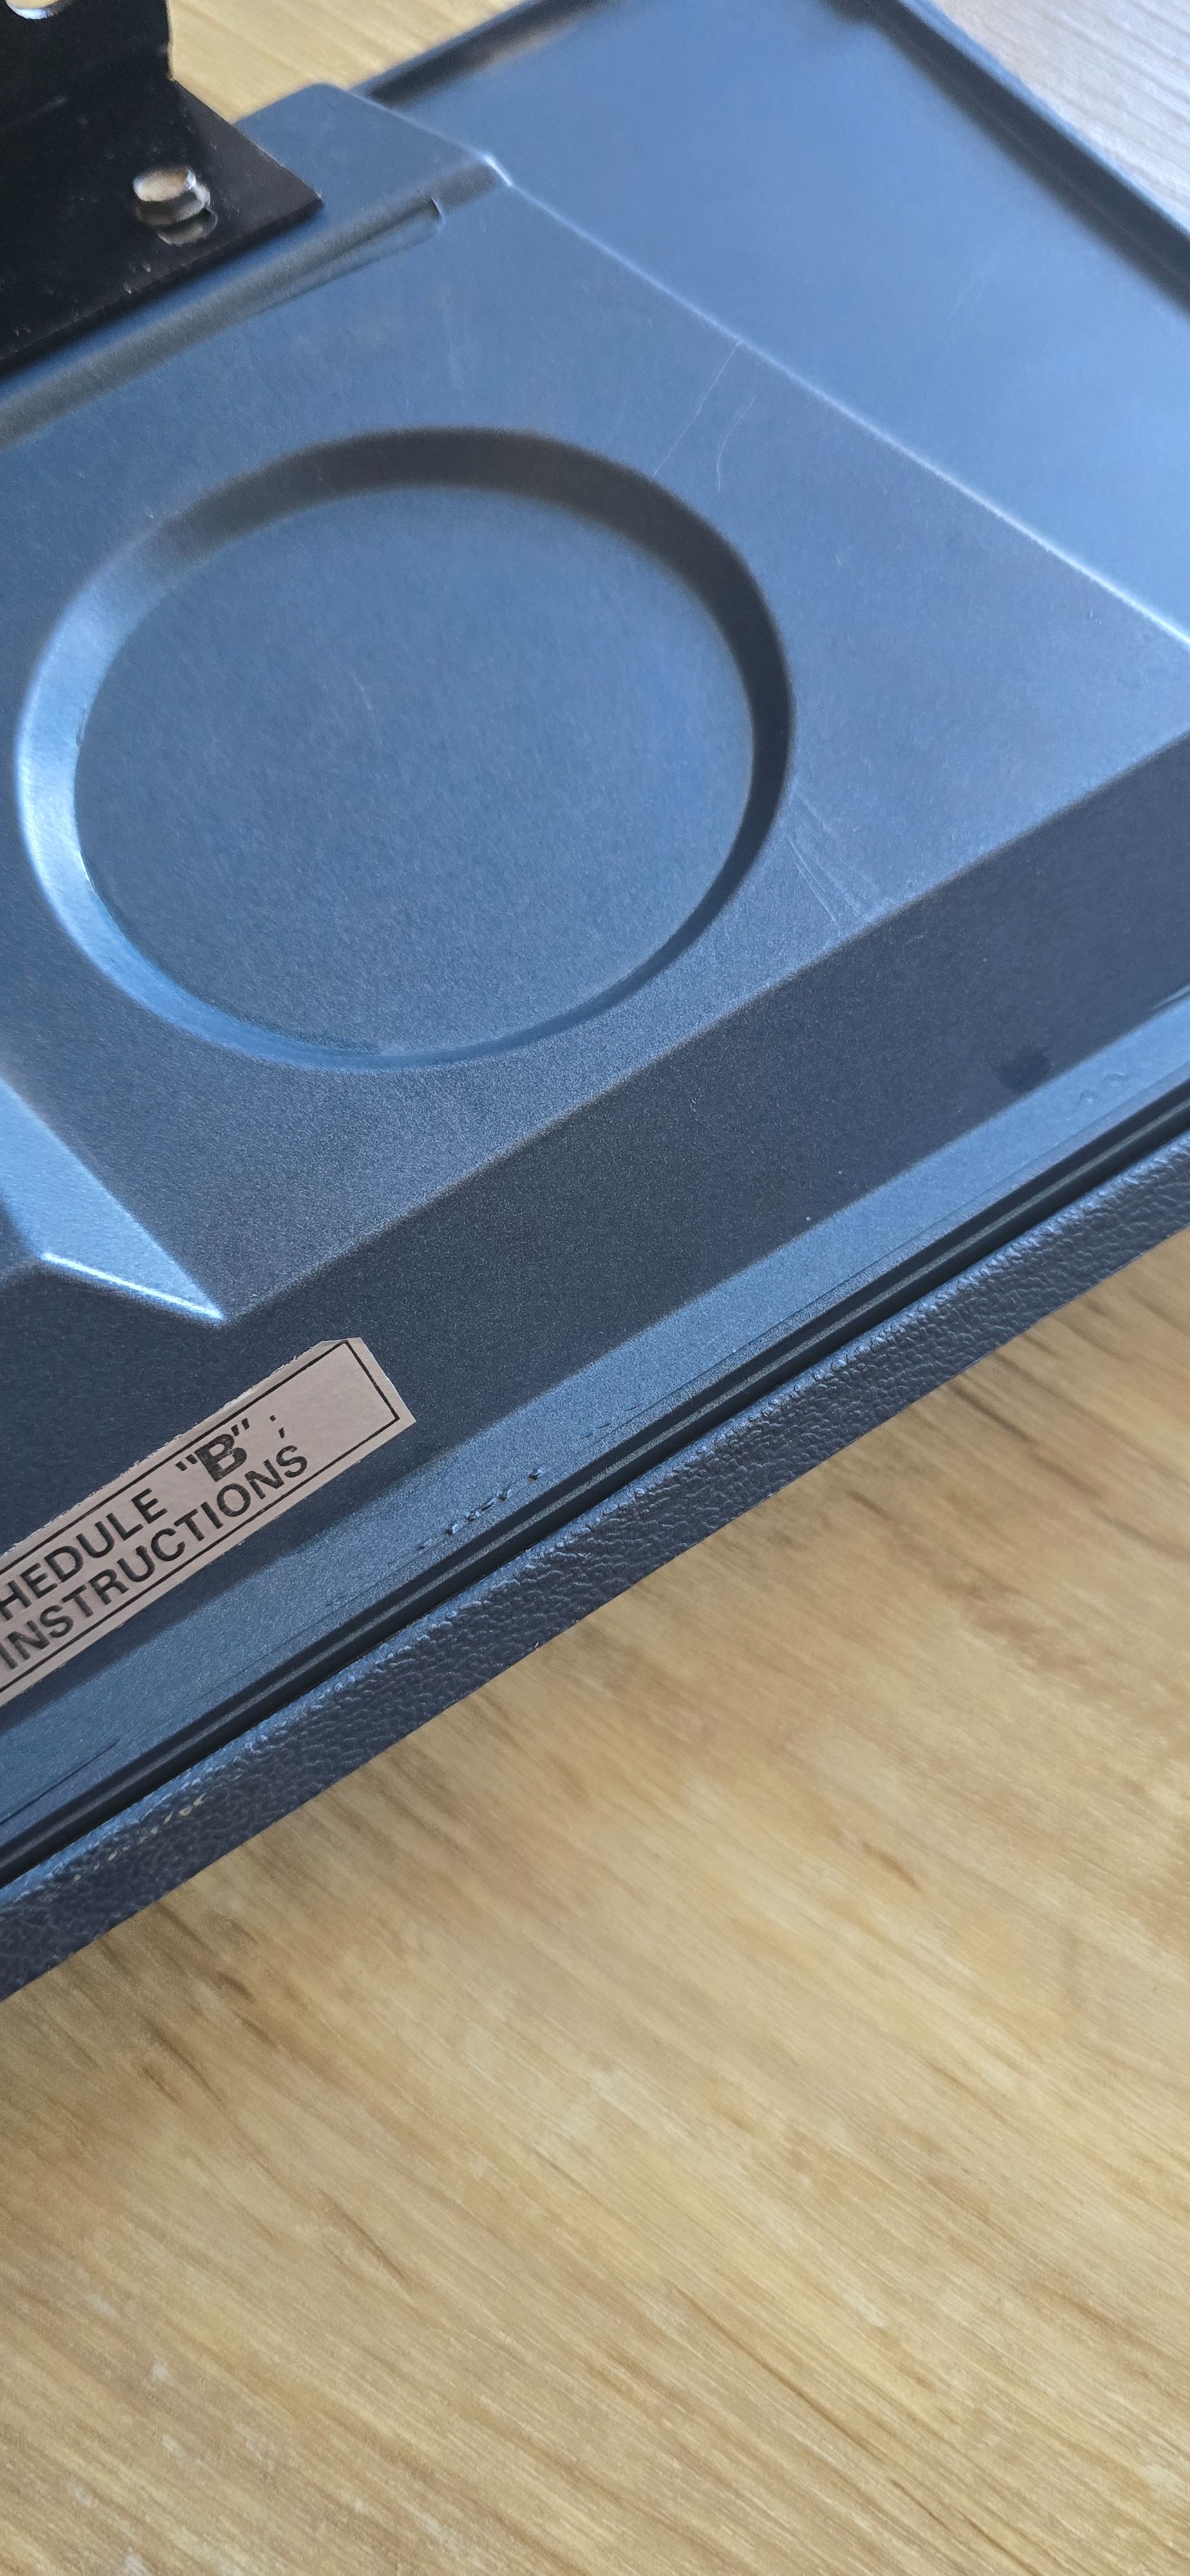 HEDULE "B" ;
INSTRUCTIONS